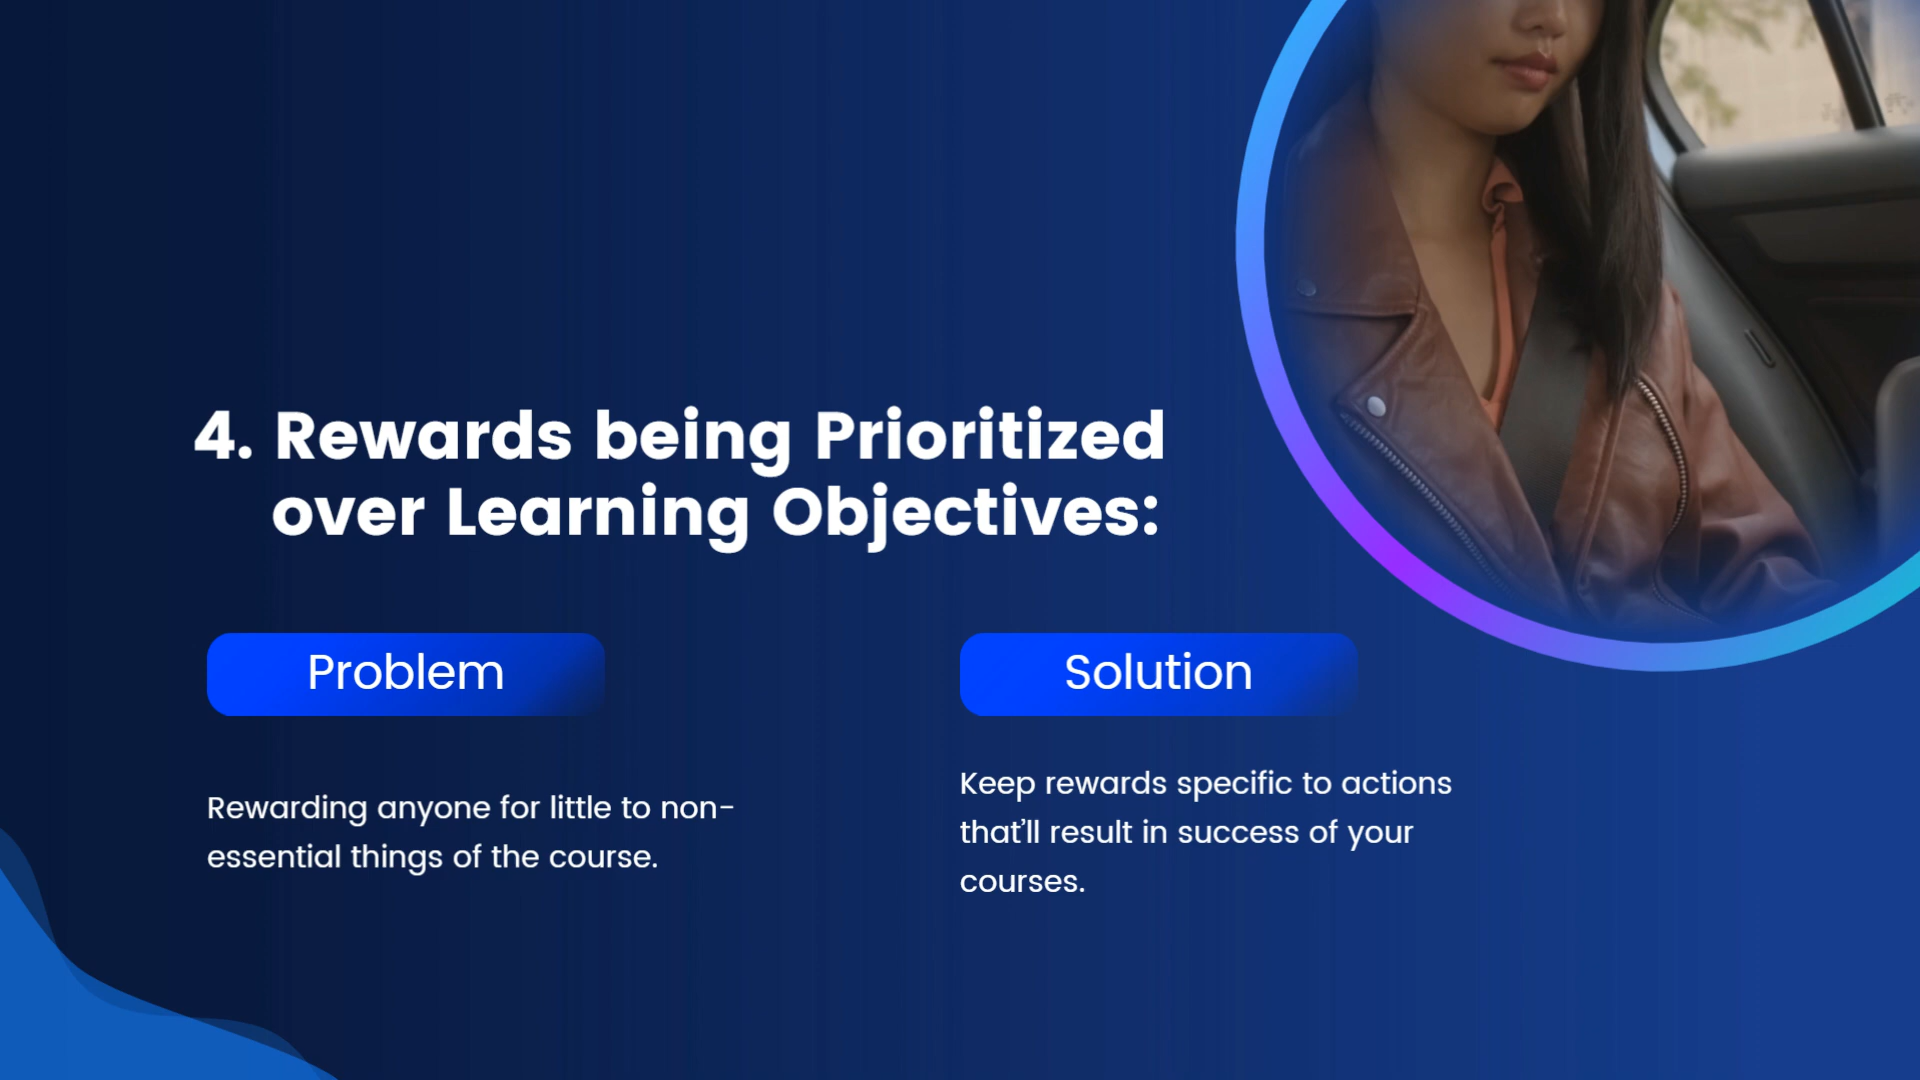 4. Rewards being Prioritized
over Learning Objectives:
Problem
Solution
Rewarding anyone for little to non-
essential things of the course.
Keep rewards specific to actions
that’ll result in success of your
courses.